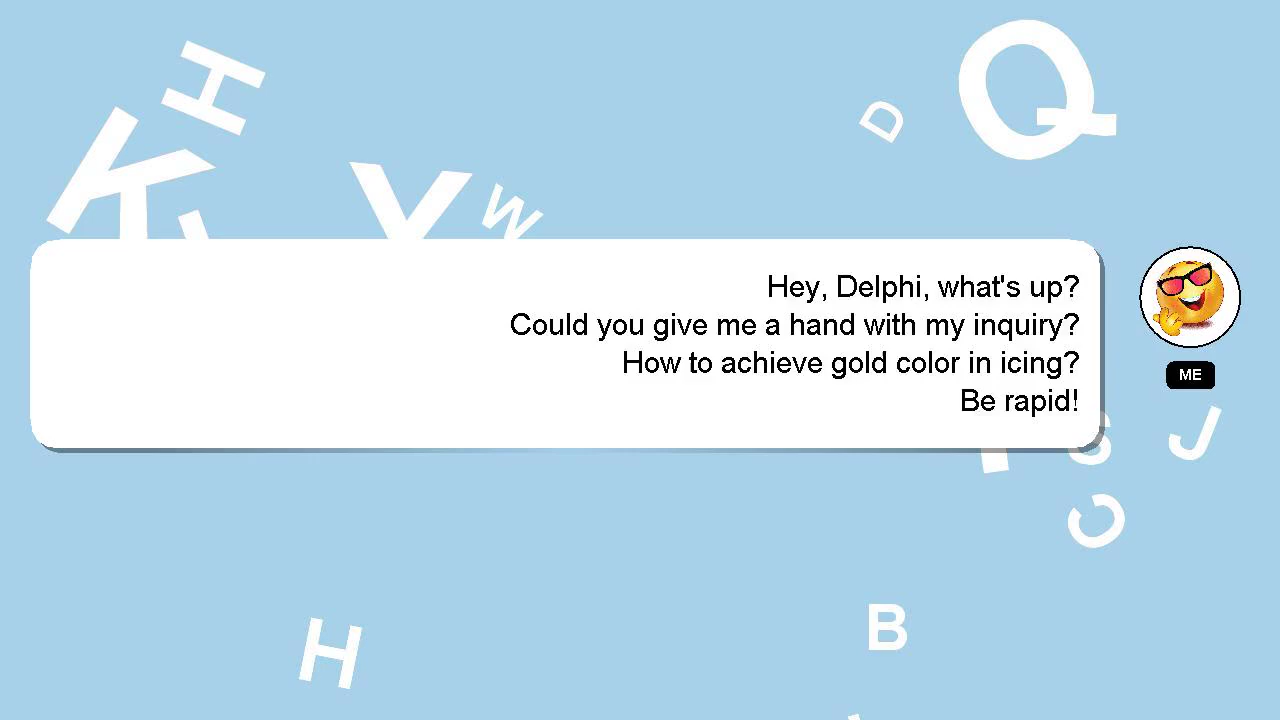 H
K
Y
W
D
Q
Hey, Delphi, what's up?
Could you give me a hand with my inquiry?
How to achieve gold color in icing?
Be rapid!
ME
S
J
C
H
B